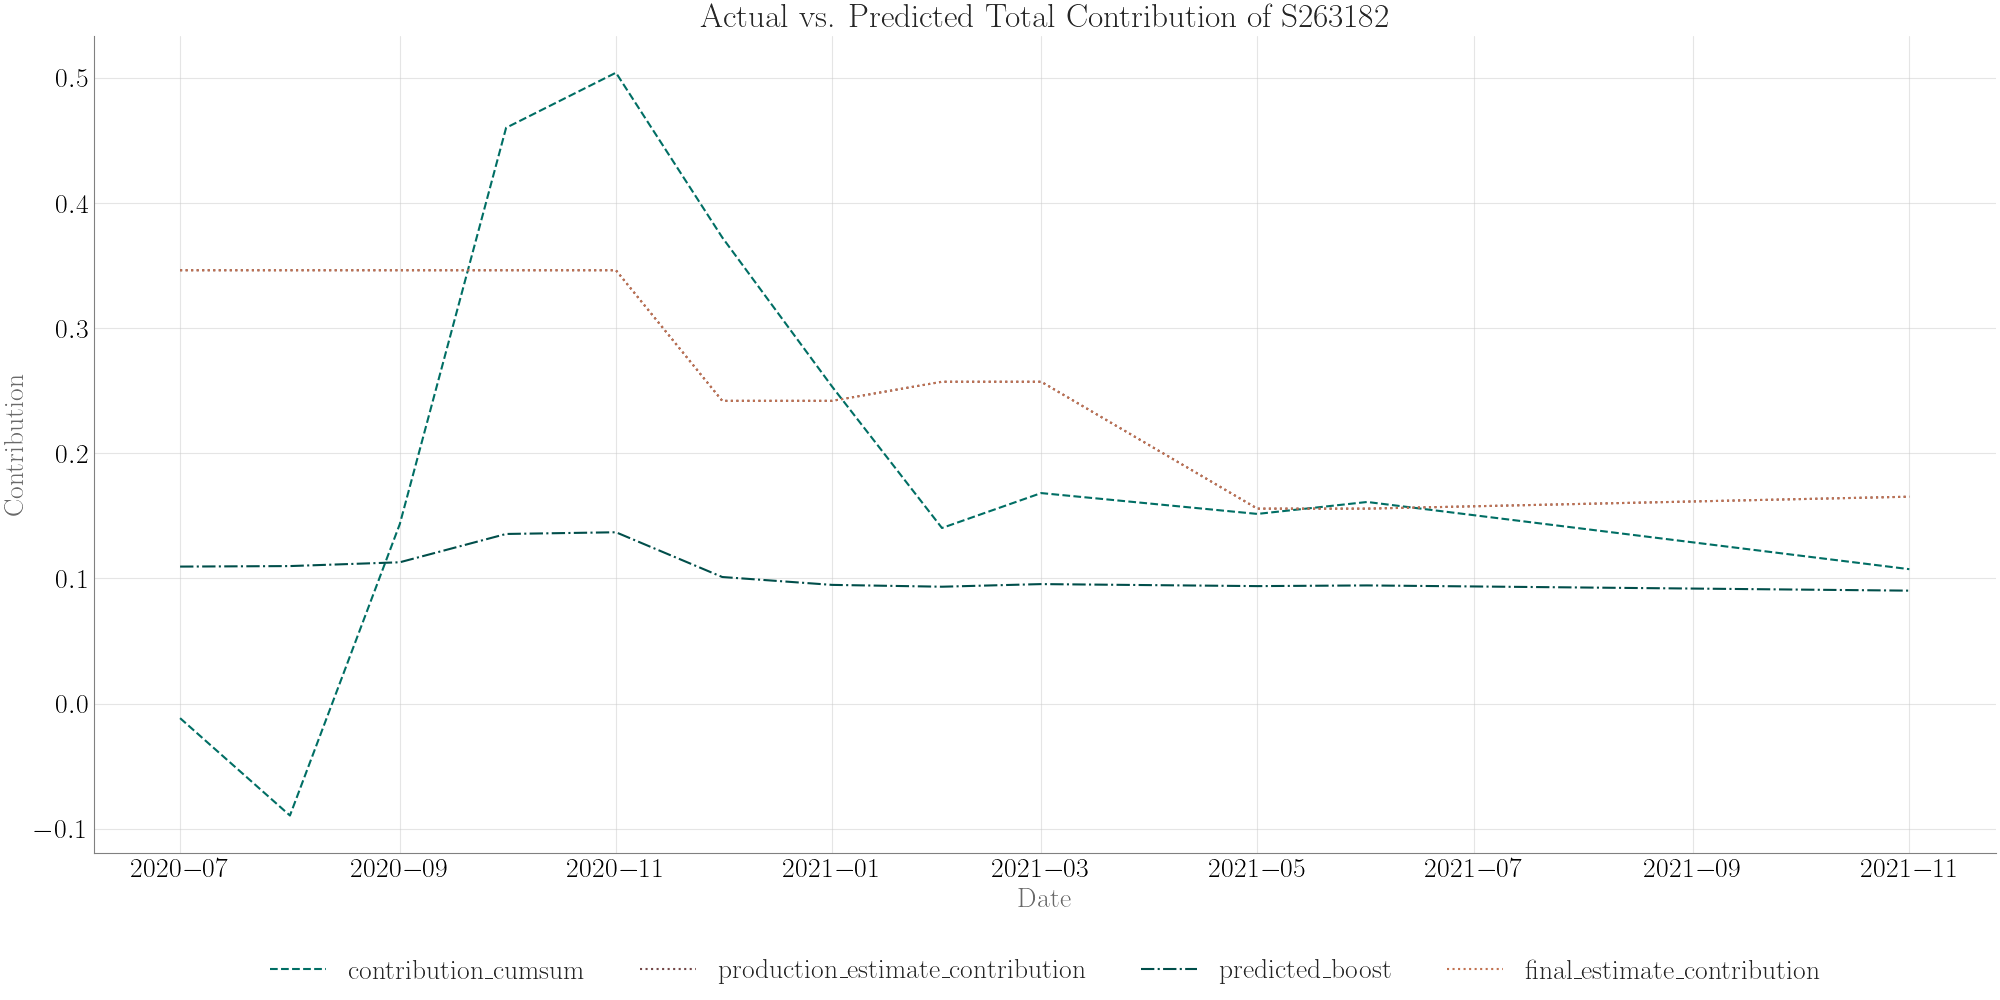 Actual vs. Predicted Total Contribution of S263182
0.5
0.4
0.3
0.2
0.1
0.0
−0.1
Contribution
2020−07 2020−09 2020−11 2021−01 2021−03 2021−05 2021−07 2021−09 2021−11
Date
contribution_cumsum production_estimate_contribution predicted_boost final_estimate_contribution